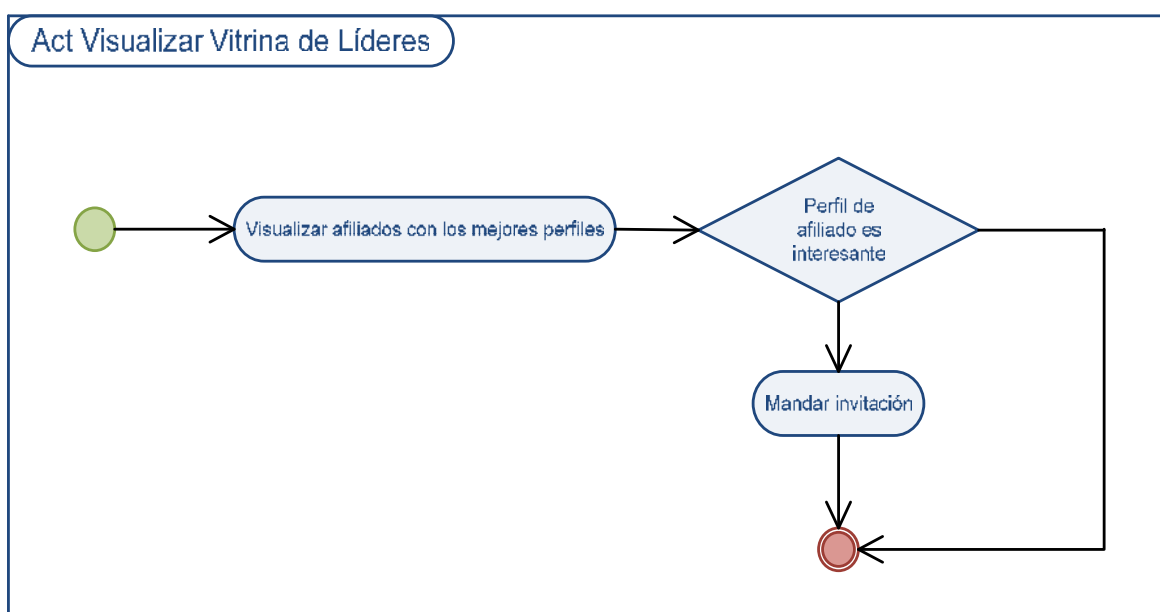 Act Visualizar Vitrina de Líderes
Visualizar afiliados con los mejores perfiles
Perfil de
afiliado es
interesante
Mandar invitación